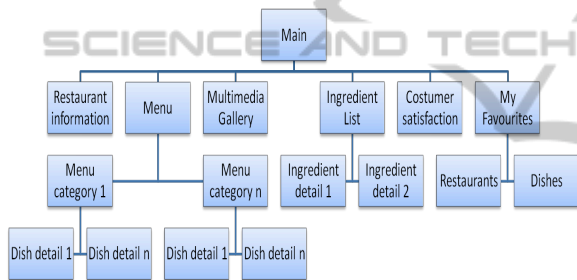 Main
SCIENCE AND TECH
Restaurant
information
Menu
Multimedia
Gallery
Ingredient
List
Costumer
satisfaction
My
Favourites
Menu
category 1
Menu
category n
Ingredient
detail 1
Ingredient
detail 2
Restaurants
Dishes
Dish detail 1
Dish detail n
Dish detail 1
Dish detail n